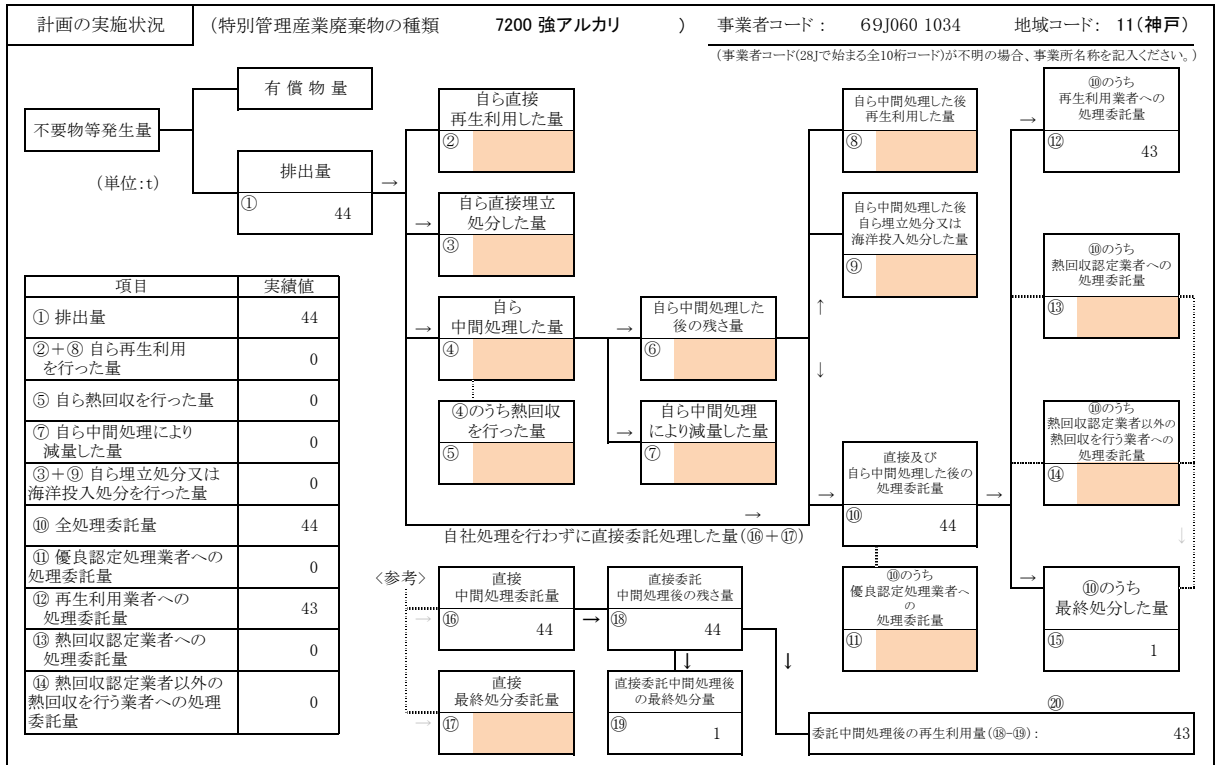 計画の実施状況 (特別管理産業廃棄物の種類 7200 強アルカリ ) 事業者コード: 69J060 1034 地域コード: 11(神戸)
(事業者コード(28Jで始まる全10桁コード)が不明の場合、事業所名称を記入ください。)
不要物等発生量
(単位:t)
有償物量
排出量
→
① 44
自ら直接
再生利用した量
②
→
自ら直接埋立
処分した量
③
→
自ら
中間処理した量
④
④のうち熱回収
を行った量
⑤
→
自ら中間処理した
後の残さ量
⑥
→
自ら中間処理
により減量した量
⑦
自ら中間処理した後
再生利用した量
⑧
自ら中間処理した後
自ら埋立処分又は
海洋投入処分した量
⑨
↑
↓
→
直接及び
自ら中間処理した後の
処理委託量
⑩ 44
→
⑩のうち
優良認定処理業者へ
の
処理委託量
⑪
→
⑩のうち
再生利用業者への
処理委託量
⑫ 43
⑩のうち
熱回収認定業者への
処理委託量
⑬
⑩のうち
熱回収認定業者以外の
熱回収を行う業者への
処理委託量
⑭
↓
→
⑩のうち
最終処分した量
⑮ 1
項目 実績値
① 排出量 44
②+⑧ 自ら再生利用
を行った量 0
⑤ 自ら熱回収を行った量 0
⑦ 自ら中間処理により
減量した量 0
③+⑨ 自ら埋立処分又は
海洋投入処分を行った量 0
⑩ 全処理委託量 44
⑪ 優良認定処理業者への
処理委託量 0
⑫ 再生利用業者への
処理委託量 43
⑬ 熱回収認定業者への
処理委託量 0
⑭ 熱回収認定業者以外の
熱回収を行う業者への処理
委託量 0
→
自社処理を行わずに直接委託処理した量(⑯+⑰)
<参考>
→
直接
中間処理委託量
⑯ 44
→
直接委託
中間処理後の残さ量
⑱ 44
↓
↓
→
直接
最終処分委託量
⑰
直接委託中間処理後
の最終処分量
⑲ 1
⑳
委託中間処理後の再生利用量(⑱-⑲): 43